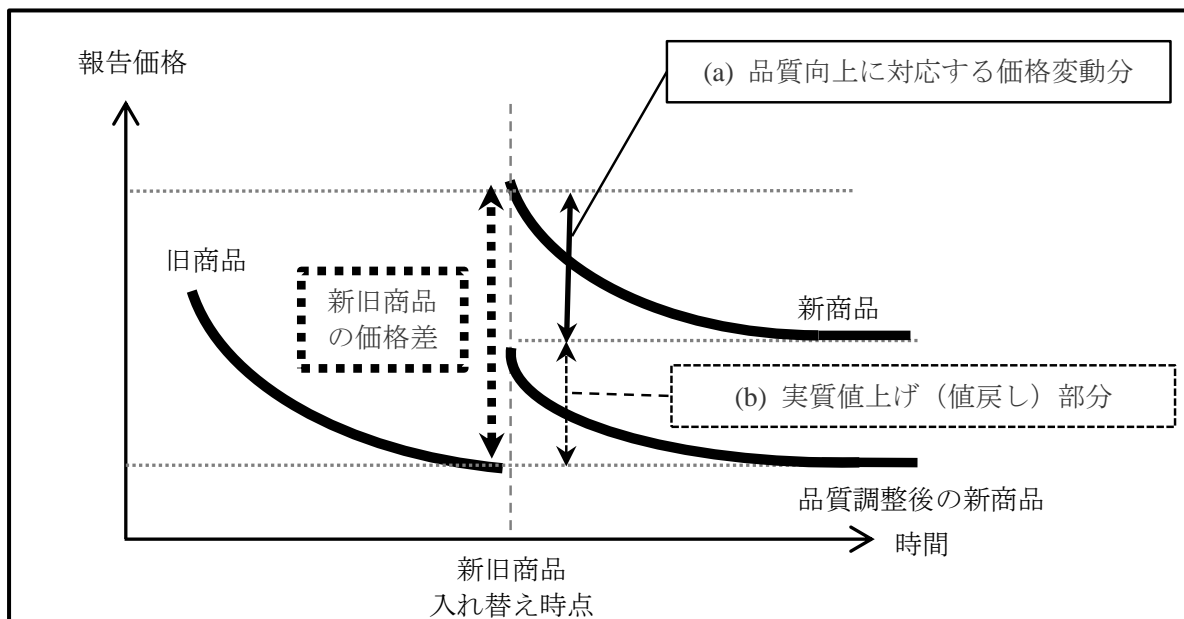 報告価格
(a) 品質向上に対応する価格変動分
旧商品
新旧商品
の価格差
新商品
(b) 実質値上げ（値戻し）部分
品質調整後の新商品
時間
新旧商品
入れ替え時点